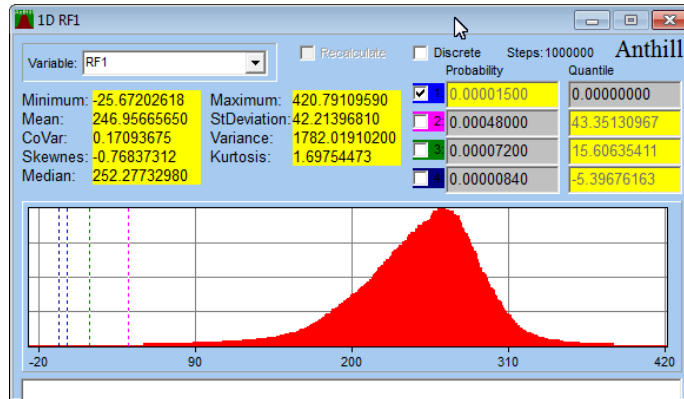 1D RF1
Variable: RF1
Recalculate
Discrete Steps:1000000 Anthill
Probability Quantile
Minimum: -25.67202618 Maximum: 420.79109590
Mean: 246.95665650 StDeviation: 42.21396810
CoVar: 0.17093675 Variance: 1782.01910200
Skewnes: -0.76837312 Kurtosis: 1.69754473
Median: 252.27732980
1: 0.00001500 0.00000000
2: 0.00048000 43.35130967
3: 0.00007200 15.60635411
0.00000840 -5.39676163
-20 90 200 310 420